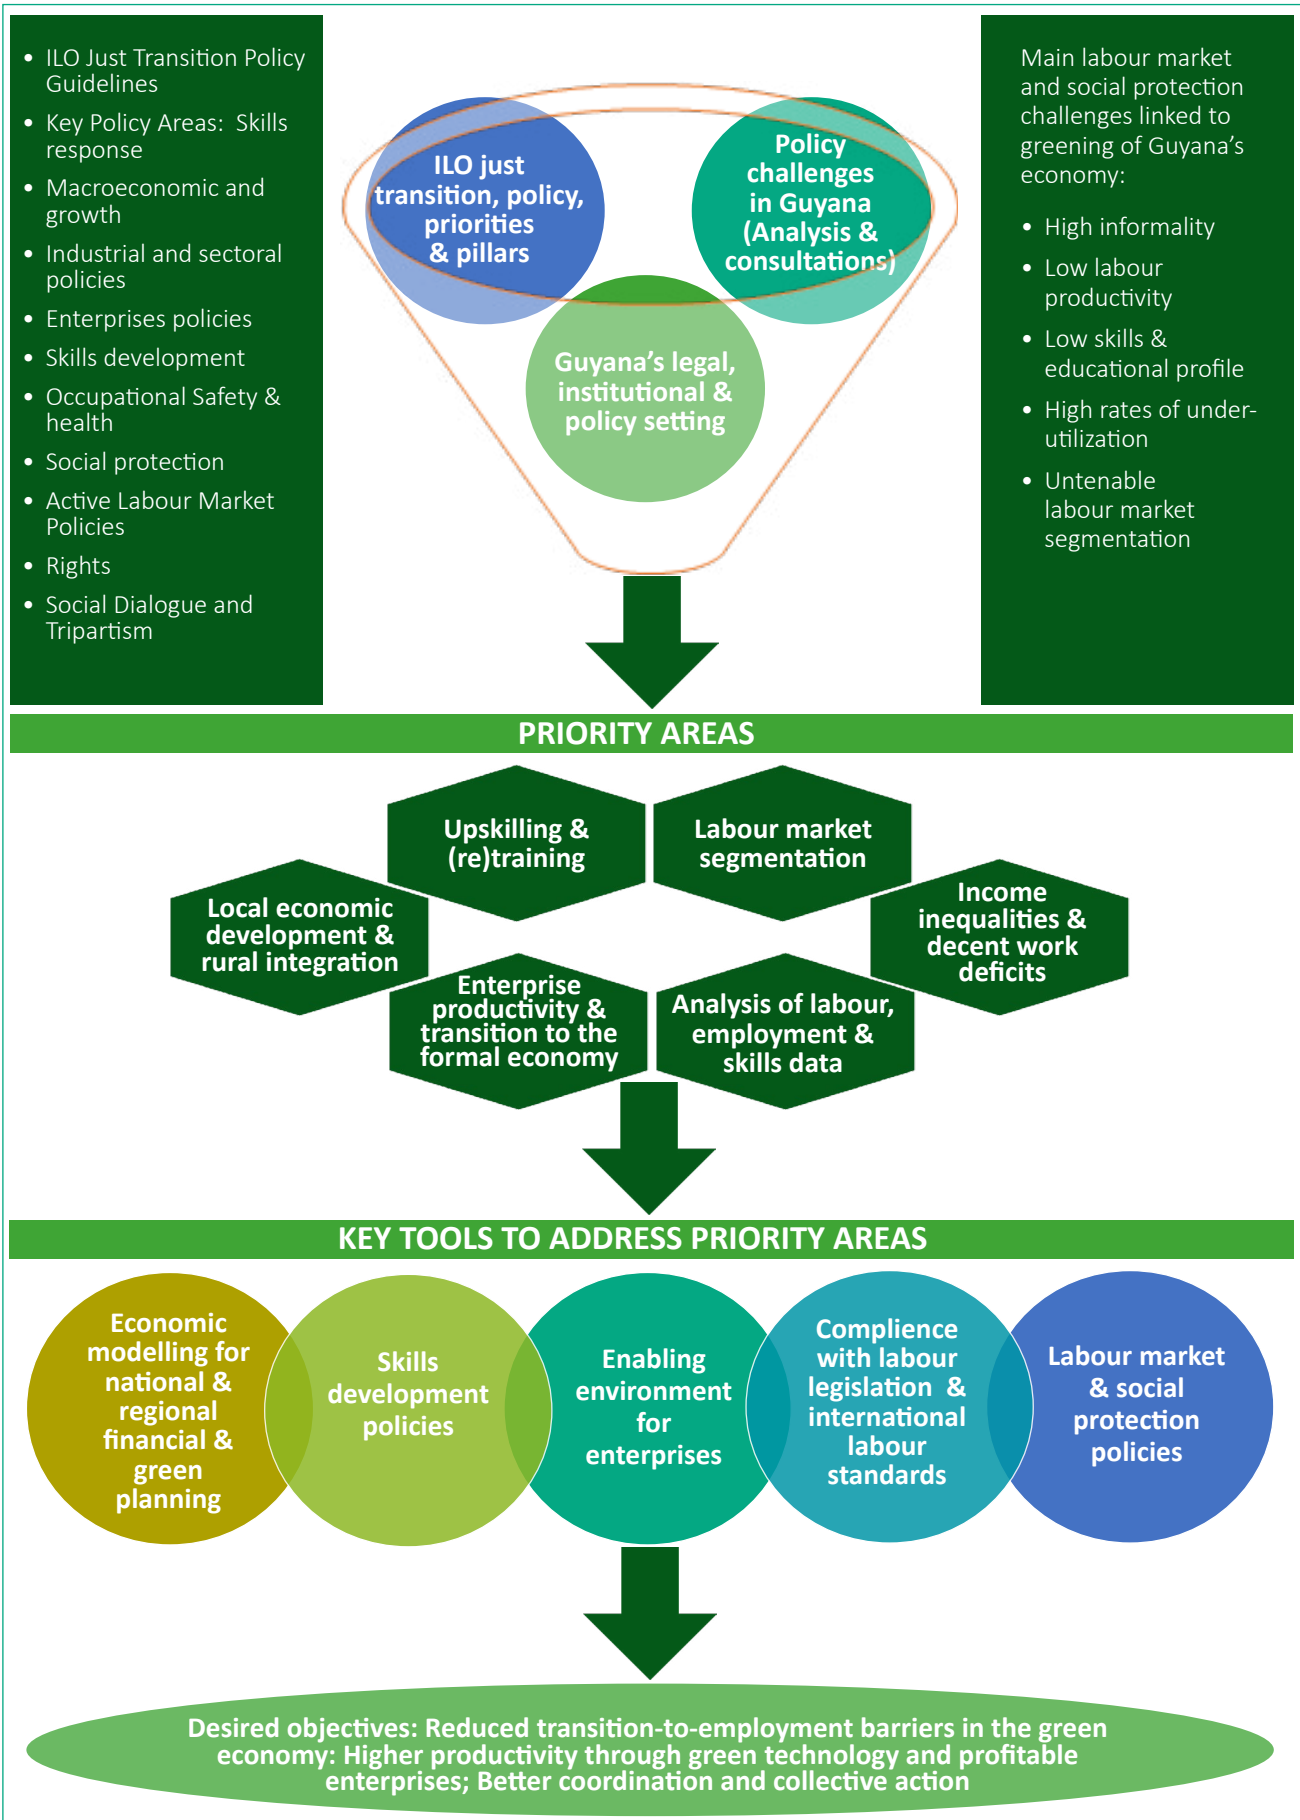 • ILO Just Transition Policy
Guidelines
• Key Policy Areas: Skills
response
• Macroeconomic and
growth
• Industrial and sectoral
policies
• Enterprises policies
• Skills development
• Occupational Safety &
health
• Social protection
• Active Labour Market
Policies
• Rights
• Social Dialogue and
Tripartism
ILO just
transition, policy,
priorities
& pillars
Policy
challenges
in Guyana
(Analysis &
consultations)
Guyana’s legal,
institutional &
policy setting
Main labour market
and social protection
challenges linked to
greening of Guyana’s
economy:
• High informality
• Low labour
productivity
• Low skills &
educational profile
• High rates of under-
utilization
• Untenable
labour market
segmentation
PRIORITY AREAS
Upskilling &
(re)training
Labour market
segmentation
Local economic
development &
rural integration
Income
inequalities &
decent work
deficits
Enterprise
productivity &
transition to the
formal economy
Analysis of labour,
employment &
skills data
KEY TOOLS TO ADDRESS PRIORITY AREAS
Economic
modelling for
national &
regional
financial &
green
planning
Skills
development
policies
Enabling
environment
for
enterprises
Complience
with labour
legislation &
international
labour
standards
Labour market
& social
protection
policies
Desired objectives: Reduced transition-to-employment barriers in the green
economy: Higher productivity through green technology and profitable
enterprises; Better coordination and collective action